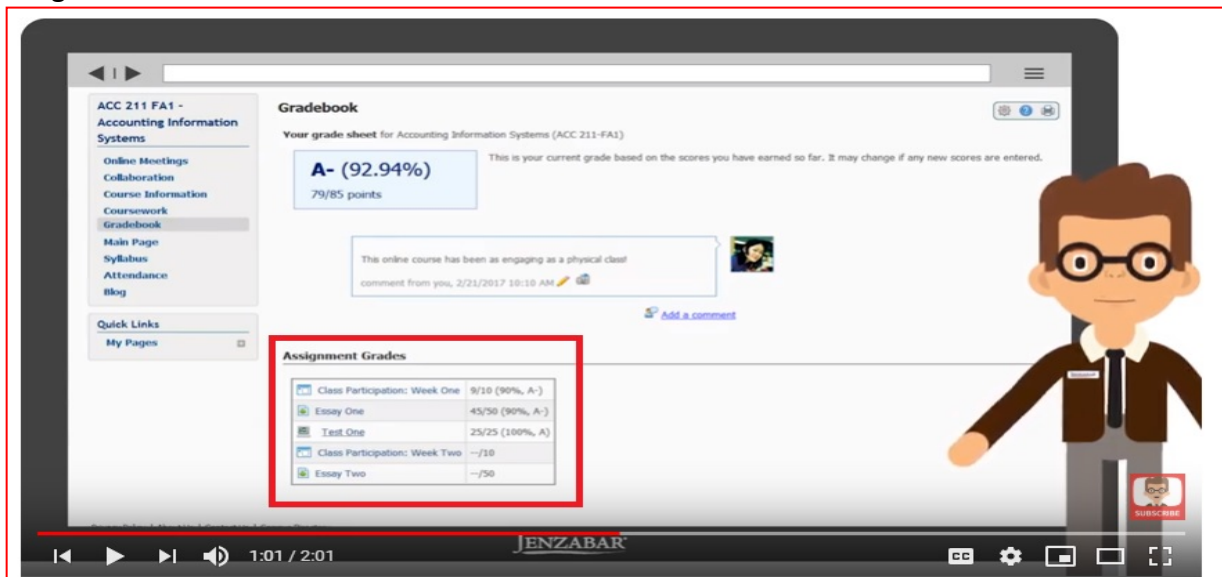 ACC 211 FA1 -
Accounting Information
Systems
Online Meetings
Collaboration
Course Information
Coursework
Gradebook
Main Page
Syllabus
Attendance
Blog
Quick Links
My Pages
Gradebook
Your grade sheet for Accounting Information Systems (ACC 211-FA1)
A- (92.94%)
79/85 points
This is your current grade based on the scores you have earned so far. It may change if any new scores are entered.
This online course has been as engaging as a physical class!
comment from you, 2/21/2017 10:10 AM
Add a comment
Assignment Grades
Class Participation: Week One 9/10 (90%, A-)
Essay One 45/50 (90%, A-)
Test One 25/25 (100%, A)
Class Participation: Week Two --/10
Essay Two --/50
JENZABAR
SUBSCRIBE
1:01 / 2:01
CC